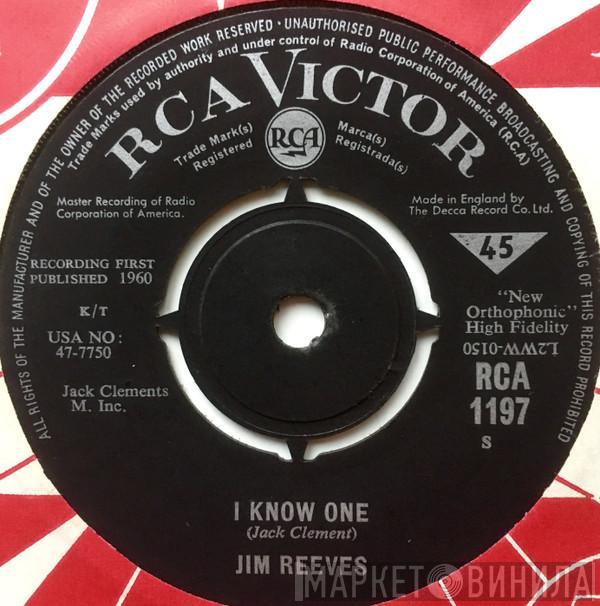 ALL RIGHTS OF THE MANUFACTURER AND OF THE OWNER OF THE RECORDED WORK RESERVED · UNAUTHORISED PUBLIC PERFORMANCE BROADCASTING AND COPYING OF THIS RECORD PROHIBITED
Trade Marks used by authority and under control of Radio Corporation of America (R.C.A)
RCA VICTOR
Trade Mark(s)
Registered
RCA
Marca(s)
Registrada(s)
Master Recording of Radio
Corporation of America.
Made in England by
The Decca Record Co. Ltd.
45
RECORDING FIRST
PUBLISHED 1960
K/T
USA NO:
47-7750
Jack Clements
M. Inc.
"New
Orthophonic"
High Fidelity
L2WW-0150
RCA
1197
S
I KNOW ONE
(Jack Clement)
JIM REEVES
МАРКЕТ ВИНИЛА